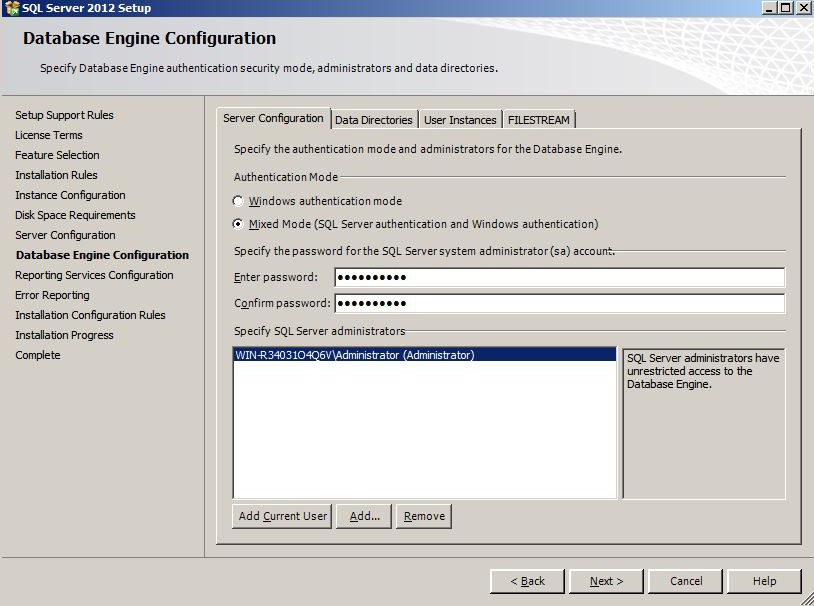 SQL Server 2012 Setup
Database Engine Configuration
Specify Database Engine authentication security mode, administrators and data directories.
Setup Support Rules
License Terms
Feature Selection
Installation Rules
Instance Configuration
Disk Space Requirements
Server Configuration
Database Engine Configuration
Reporting Services Configuration
Error Reporting
Installation Configuration Rules
Installation Progress
Complete
Server Configuration Data Directories User Instances FILESTREAM
Specify the authentication mode and administrators for the Database Engine.
Authentication Mode
Windows authentication mode
Mixed Mode (SQL Server authentication and Windows authentication)
Specify the password for the SQL Server system administrator (sa) account.
Enter password: ●●●●●●●●●●
Confirm password: ●●●●●●●●●●
Specify SQL Server administrators
WIN-R34031O4Q6V\Administrator (Administrator)
SQL Server administrators have
unrestricted access to the
Database Engine.
Add Current User Add... Remove
< Back Next > Cancel Help